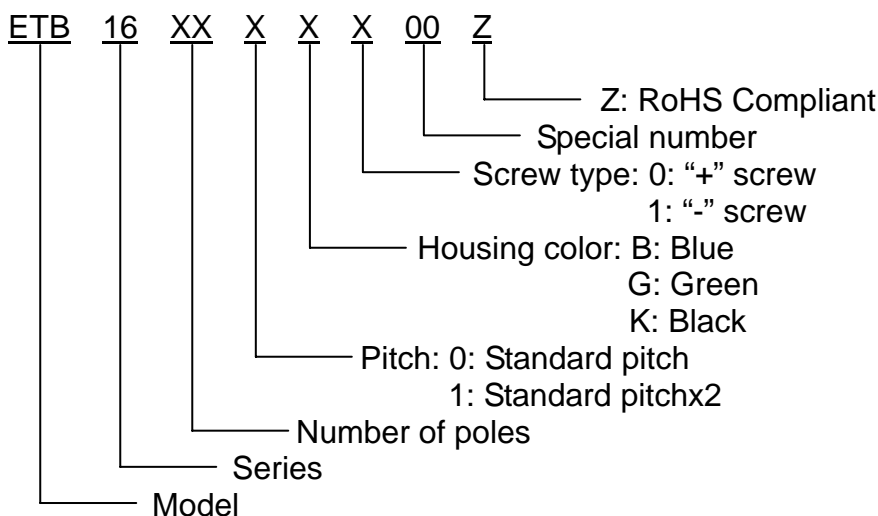 ETB 16 XX X X X 00 Z
Z: RoHS Compliant
Special number
Screw type: 0: “+” screw
1: “-” screw
Housing color: B: Blue
G: Green
K: Black
Pitch: 0: Standard pitch
1: Standard pitchx2
Number of poles
Series
Model